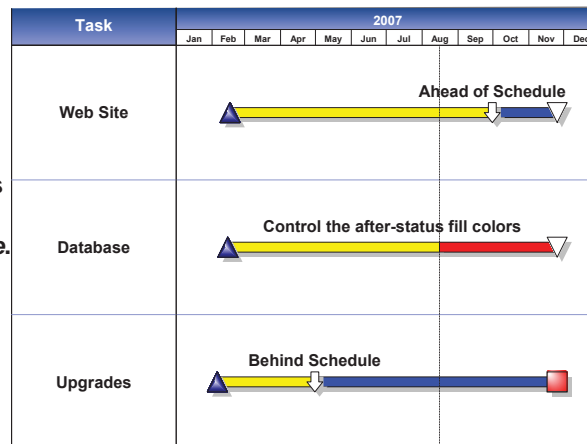 Task
2007
Jan Feb Mar Apr May Jun Jul Aug Sep Oct Nov Dec
Ahead of Schedule
Web Site
s
Control the after-status fill colors
e.
Database
Behind Schedule
Upgrades